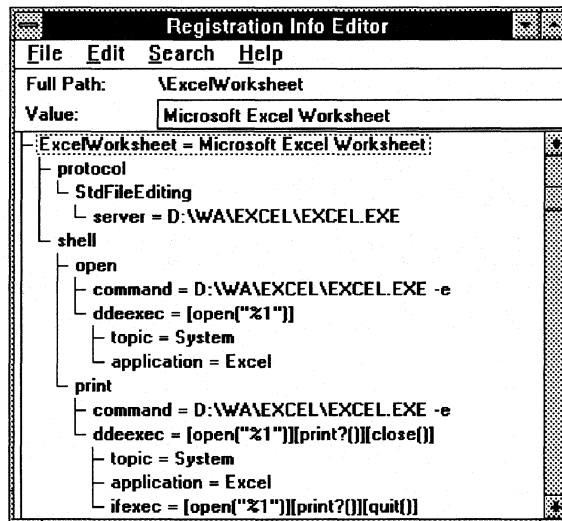 Registration Info Editor
File Edit Search Help
Full Path: \ExcelWorksheet
Value: Microsoft Excel Worksheet
ExcelWorksheet = Microsoft Excel Worksheet
protocol
StdFileEditing
server = D:\WA\EXCEL\EXCEL.EXE
shell
open
command = D:\WA\EXCEL\EXCEL.EXE -e
ddeexec = [open("%1")]
topic = System
application = Excel
print
command = D:\WA\EXCEL\EXCEL.EXE -e
ddeexec = [open("%1")][print?()][close()]
topic = System
application = Excel
ifexec = [open("%1")][print?()][quit()]